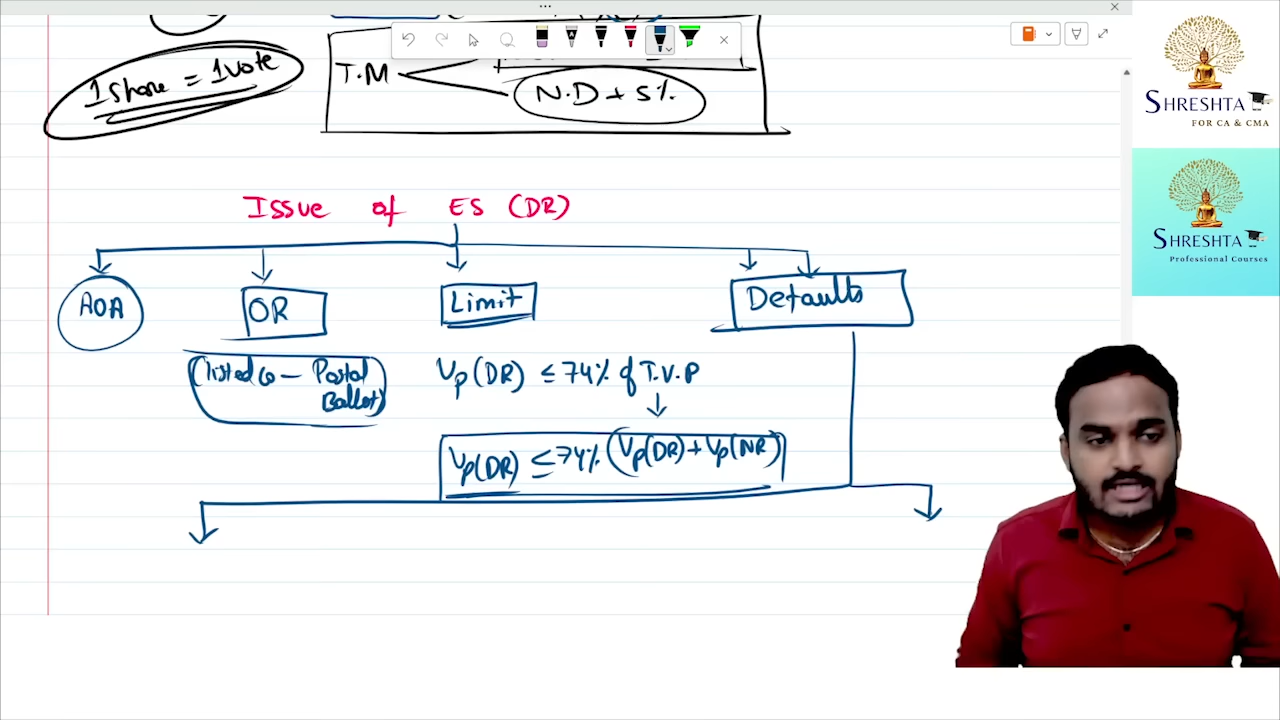 1 Share = 1 Vote
T.M
N.D + 5%
Issue of ES (DR)
AOA
OR
Limit
Defaults
(listed co – Postal
Ballot)
Vp(DR) ≤ 74% of T.V.P
Vp(DR) ≤ 74% (Vp(DR) + Vp(NR))
SHRESHTA
FOR CA & CMA
SHRESHTA
Professional Courses